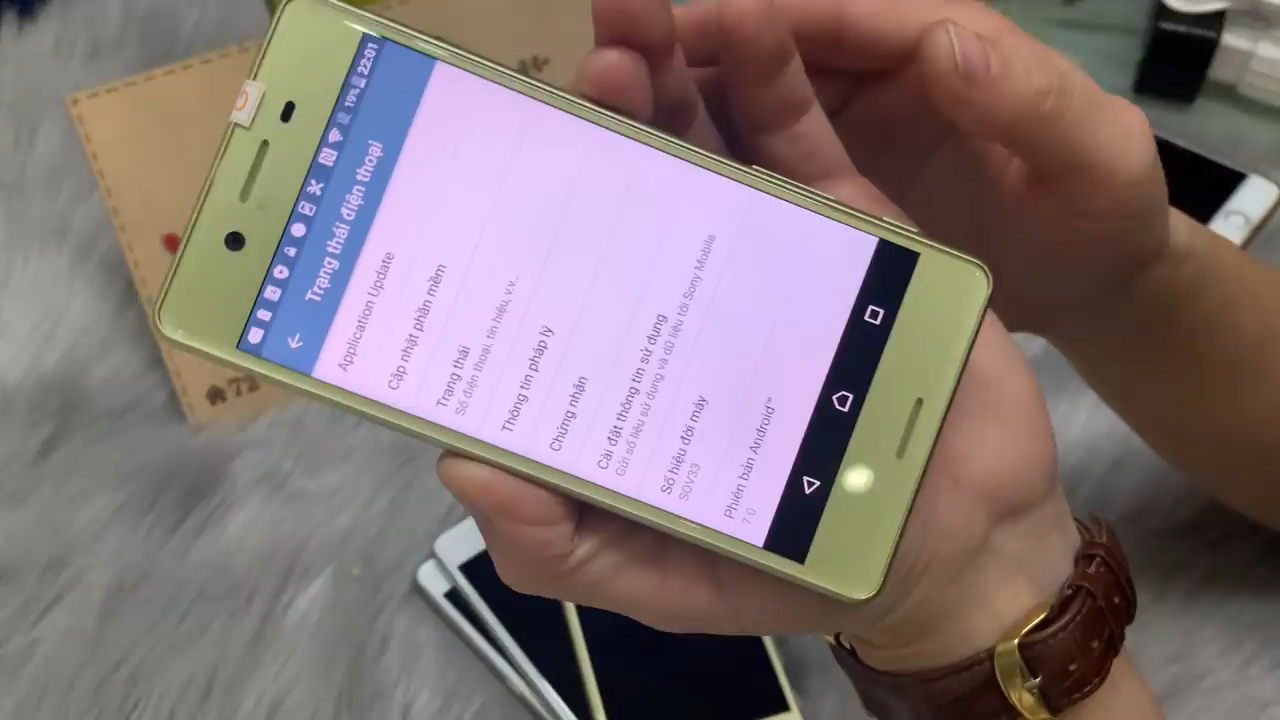 19% 22:01
Trạng thái điện thoại
Application Update
Cập nhật phần mềm
Trạng thái
Số điện thoại, tín hiệu, v.v...
Thông tin pháp lý
Chứng nhận
Cài đặt thông tin sử dụng
Gửi số liệu sử dụng và dữ liệu tới Sony Mobile
Số hiệu đời máy
SOV33
Phiên bản Android™
7.0
72